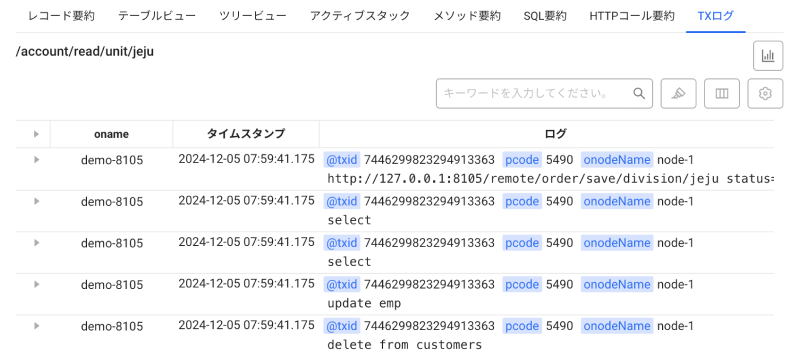 レコード要約 テーブルビュー ツリービュー アクティブスタック メソッド要約 SQL要約 HTTPコール要約 TXログ
/account/read/unit/jeju
キーワードを入力してください。
oname タイムスタンプ ログ
demo-8105 2024-12-05 07:59:41.175 @txid 7446299823294913363 pcode 5490 onodeName node-1
http://127.0.0.1:8105/remote/order/save/division/jeju status=
demo-8105 2024-12-05 07:59:41.175 @txid 7446299823294913363 pcode 5490 onodeName node-1
select
demo-8105 2024-12-05 07:59:41.175 @txid 7446299823294913363 pcode 5490 onodeName node-1
select
demo-8105 2024-12-05 07:59:41.175 @txid 7446299823294913363 pcode 5490 onodeName node-1
update emp
demo-8105 2024-12-05 07:59:41.175 @txid 7446299823294913363 pcode 5490 onodeName node-1
delete from customers